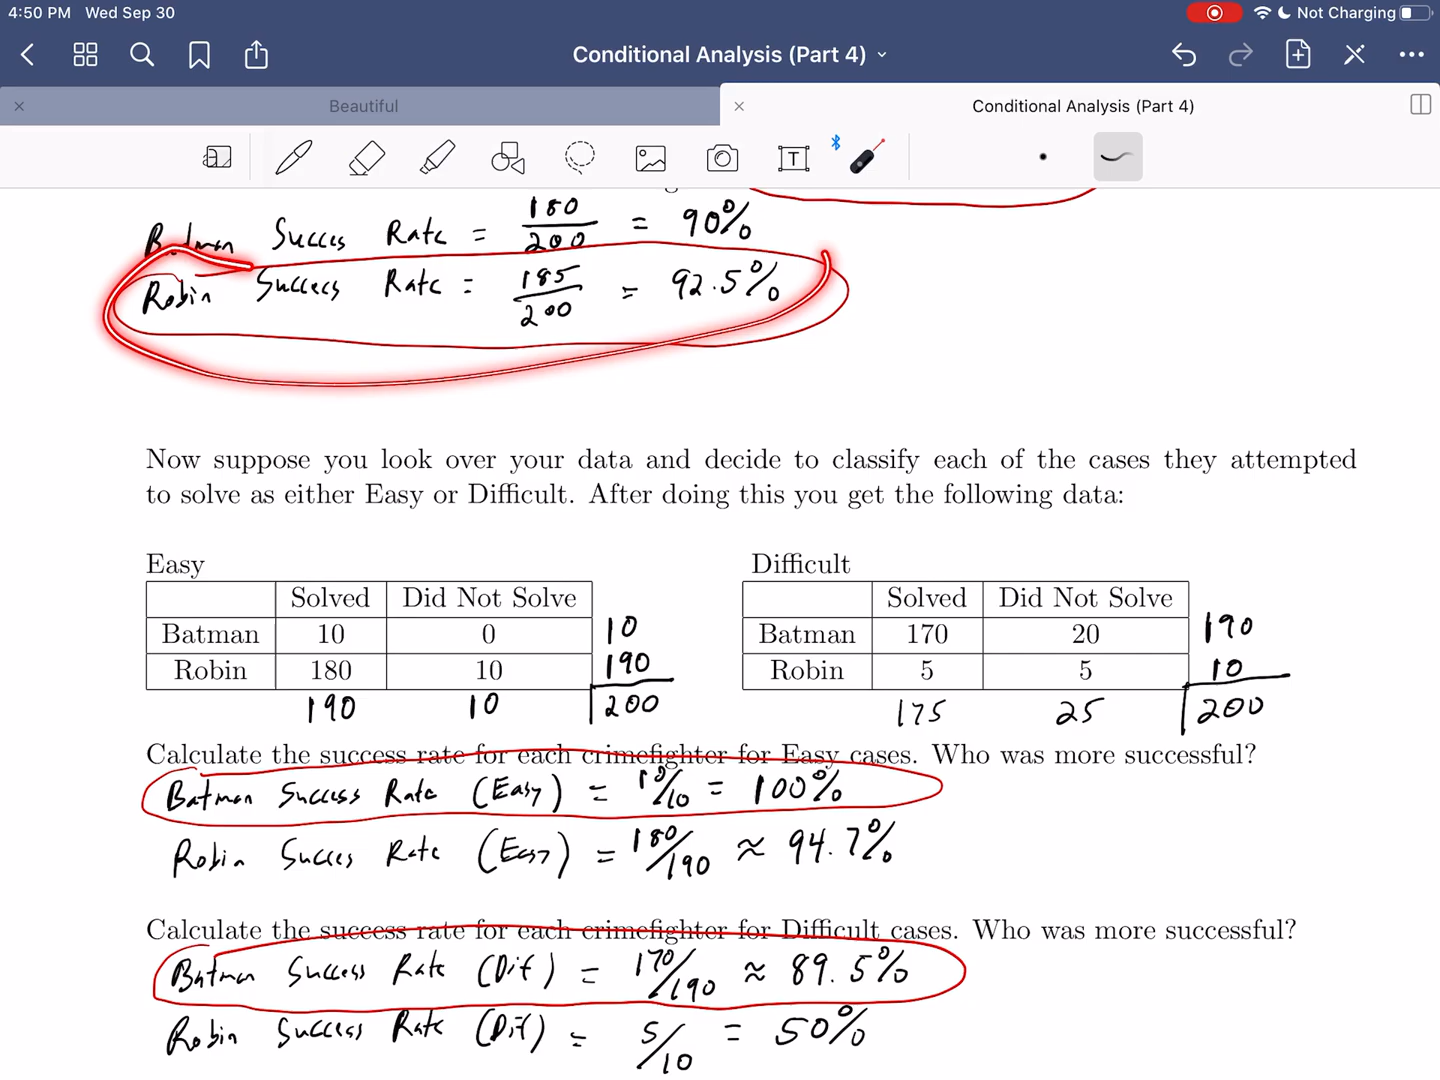 4:50 PM Wed Sep 30
Not Charging
Conditional Analysis (Part 4)
Beautiful
Conditional Analysis (Part 4)
T
Batman Succes Rate = 180/200 = 90%
Robin Success Rate = 185/200 = 92.5%
Now suppose you look over your data and decide to classify each of the cases they attempted
to solve as either Easy or Difficult. After doing this you get the following data:
Easy
Solved Did Not Solve
Batman 10 0 10
Robin 180 10 190
190 10 200
Difficult
Solved Did Not Solve
Batman 170 20 190
Robin 5 5 10
175 25 200
Calculate the success rate for each crimefighter for Easy cases. Who was more successful?
Batman Success Rate (Easy) = 10/10 = 100%
Robin Succes Rate (Easy) = 180/190 ≈ 94.7%
Calculate the success rate for each crimefighter for Difficult cases. Who was more successful?
Batman Success Rate (Dif) = 170/190 ≈ 89.5%
Robin Success Rate (Dif) = 5/10 = 50%